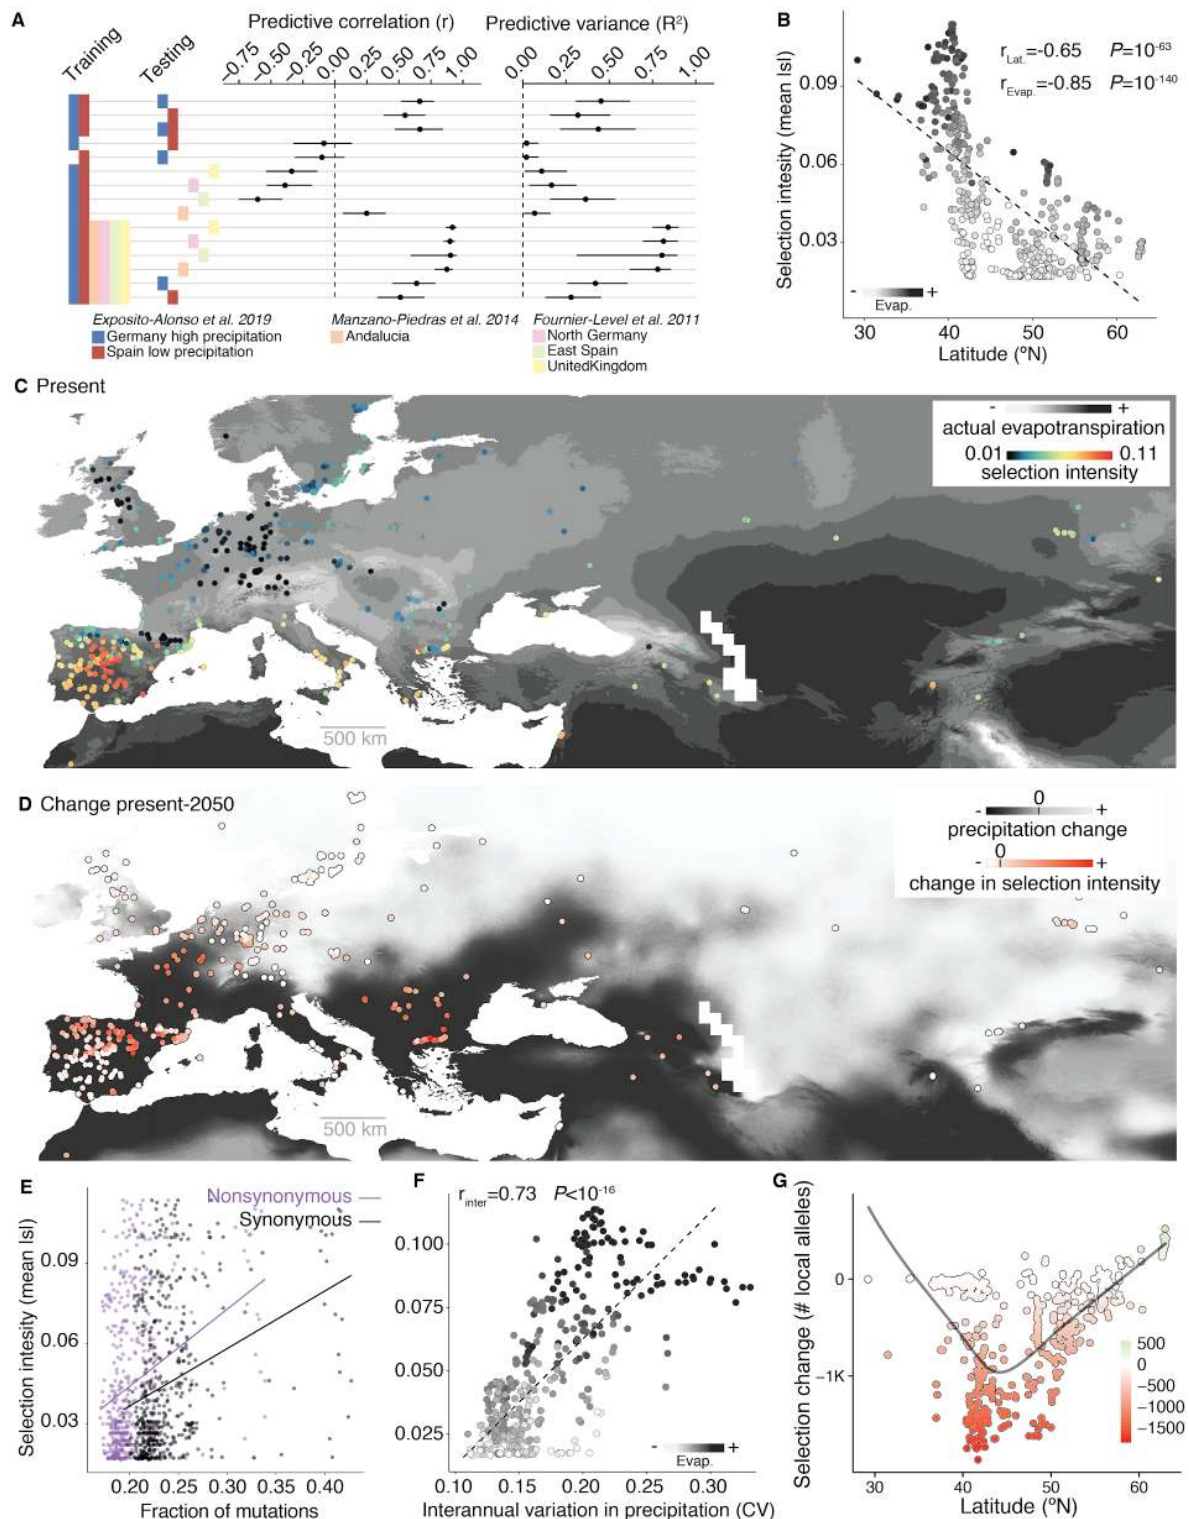 A
Predictive correlation (r)
Predictive variance (R²)
Training
Testing
−0.75
−0.50
−0.25
0.00
0.25
0.50
0.75
1.00
0.00
0.25
0.50
0.75
1.00
Exposito-Alonso et al. 2019
Manzano-Piedras et al. 2014
Fournier-Level et al. 2011
Germany high precipitation
Andalucia
North Germany
Spain low precipitation
East Spain
UnitedKingdom
B
r Lat.=-0.65 P=10-63
r Evap.=-0.85 P=10-140
Selection intesity (mean |s|)
0.09
0.06
0.03
- +
Evap.
30 40 50 60
Latitude (ºN)
C Present
- +
actual evapotranspiration
0.01 0.11
selection intensity
500 km
D Change present-2050
0
- +
precipitation change
0
- +
change in selection intensity
500 km
E
Nonsynonymous
Synonymous
Selection intesity (mean |s|)
0.09
0.06
0.03
0.20 0.25 0.30 0.35 0.40
Fraction of mutations
F
r inter=0.73 P<10-16
0.100
0.075
0.050
0.025
- +
Evap.
0.10 0.15 0.20 0.25 0.30
Interannual variation in precipitation (CV)
G
Selection change (# local alleles)
0
−1K
500
0
−500
−1000
−1500
30 40 50 60
Latitude (ºN)